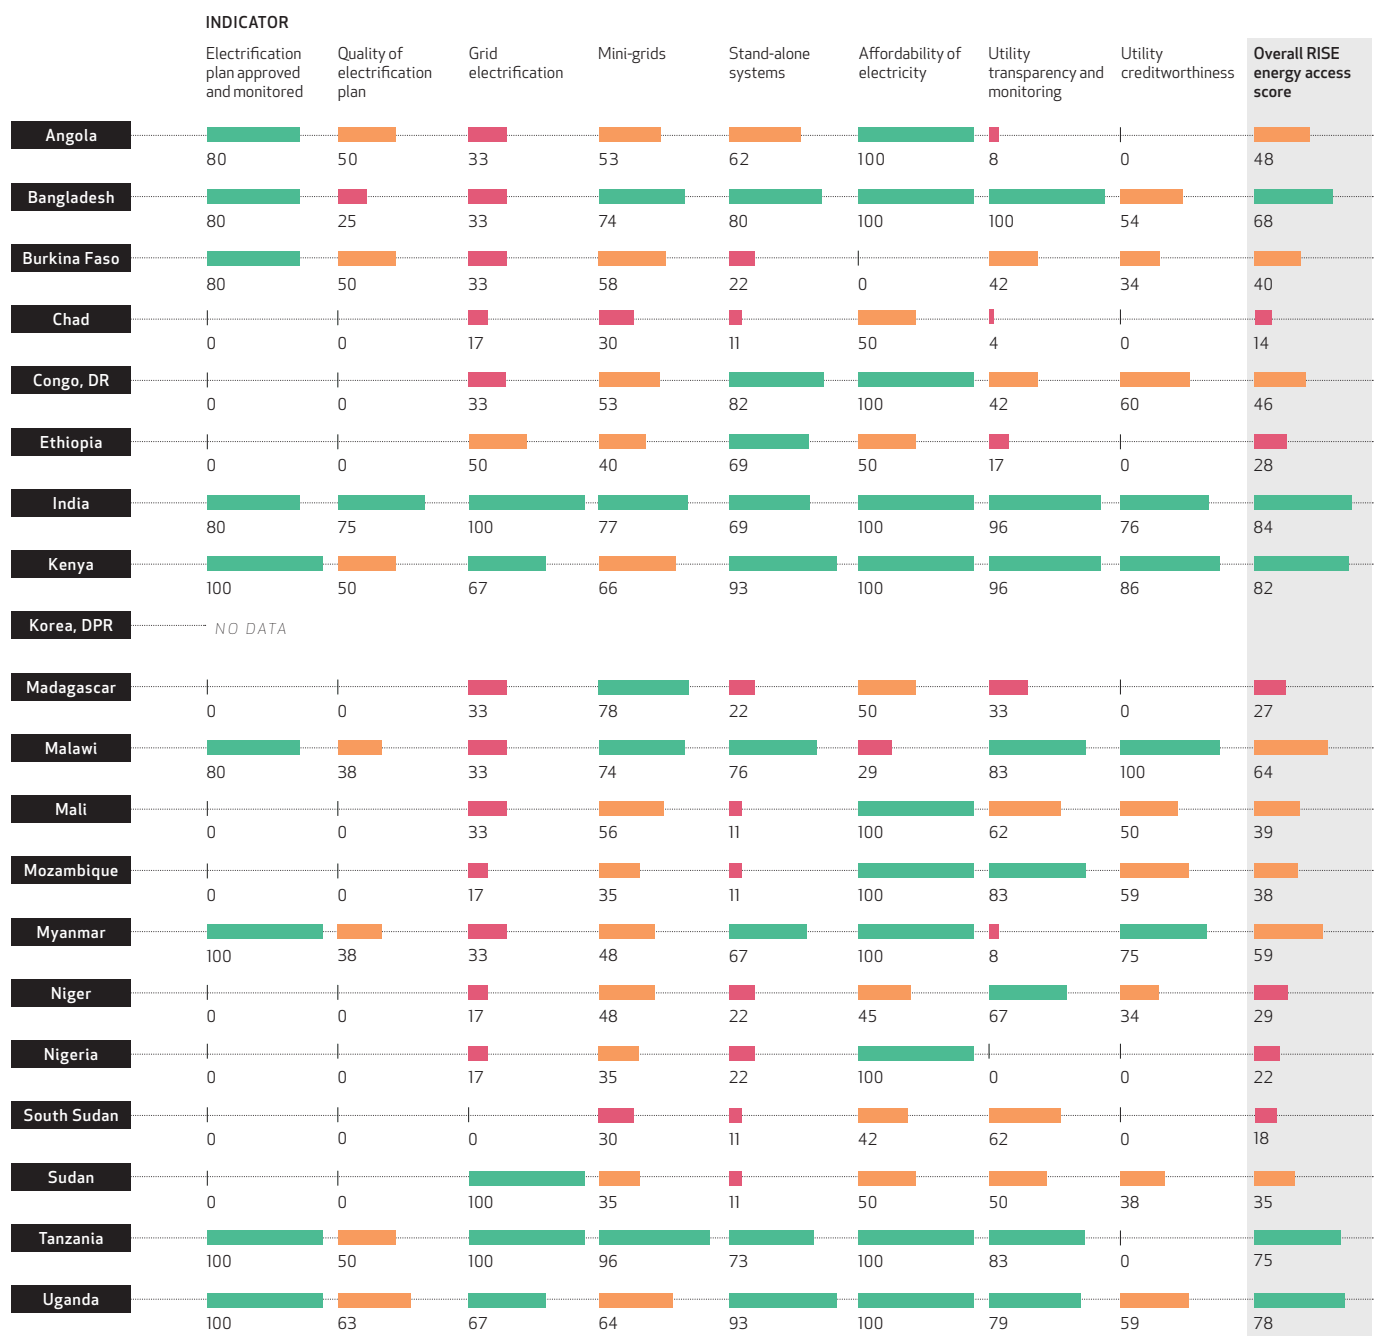 INDICATOR
Electrification plan approved and monitored
Quality of electrification plan
Grid electrification
Mini-grids
Stand-alone systems
Affordability of electricity
Utility transparency and monitoring
Utility creditworthiness
Overall RISE energy access score
Angola
80 50 33 53 62 100 8 0 48
Bangladesh
80 25 33 74 80 100 100 54 68
Burkina Faso
80 50 33 58 22 0 42 34 40
Chad
0 0 17 30 11 50 4 0 14
Congo, DR
0 0 33 53 82 100 42 60 46
Ethiopia
0 0 50 40 69 50 17 0 28
India
80 75 100 77 69 100 96 76 84
Kenya
100 50 67 66 93 100 96 86 82
Korea, DPR
NO DATA
Madagascar
0 0 33 78 22 50 33 0 27
Malawi
80 38 33 74 76 29 83 100 64
Mali
0 0 33 56 11 100 62 50 39
Mozambique
0 0 17 35 11 100 83 59 38
Myanmar
100 38 33 48 67 100 8 75 59
Niger
0 0 17 48 22 45 67 34 29
Nigeria
0 0 17 35 22 100 0 0 22
South Sudan
0 0 0 30 11 42 62 0 18
Sudan
0 0 100 35 11 50 50 38 35
Tanzania
100 50 100 96 73 100 83 0 75
Uganda
100 63 67 64 93 100 79 59 78